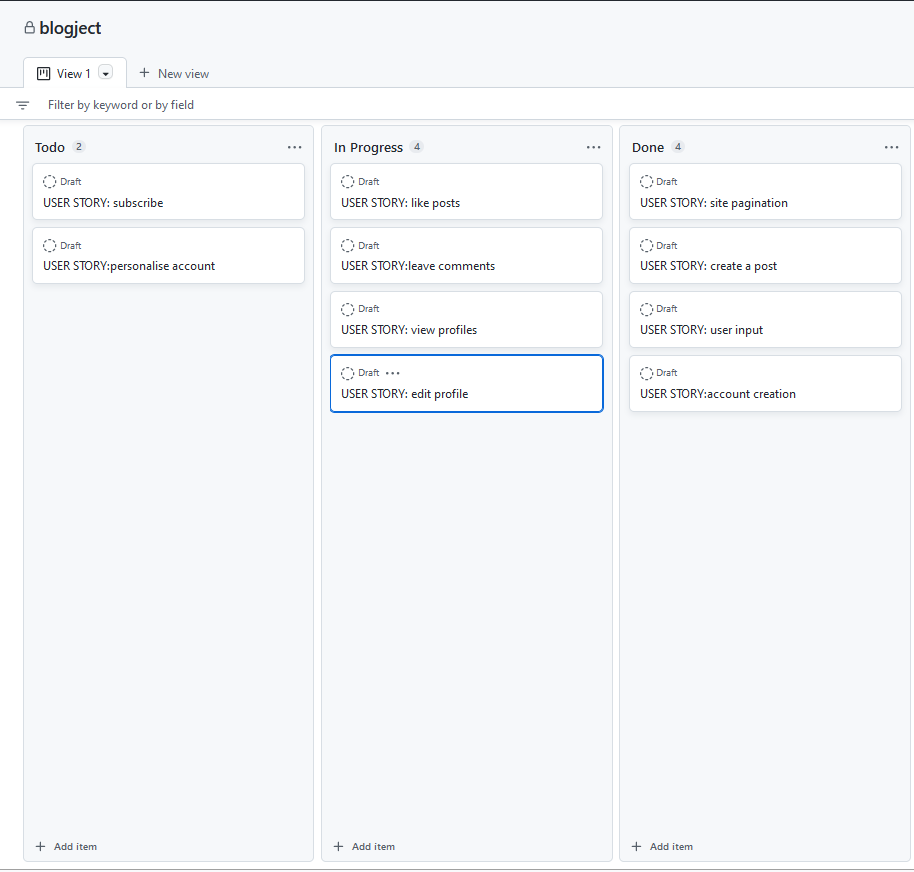 blogject
View 1
New view
Filter by keyword or by field
Todo 2
Draft
USER STORY: subscribe
Draft
USER STORY:personalise account
Add item
In Progress 4
Draft
USER STORY: like posts
Draft
USER STORY:leave comments
Draft
USER STORY: view profiles
Draft
USER STORY: edit profile
Add item
Done 4
Draft
USER STORY: site pagination
Draft
USER STORY: create a post
Draft
USER STORY: user input
Draft
USER STORY:account creation
Add item